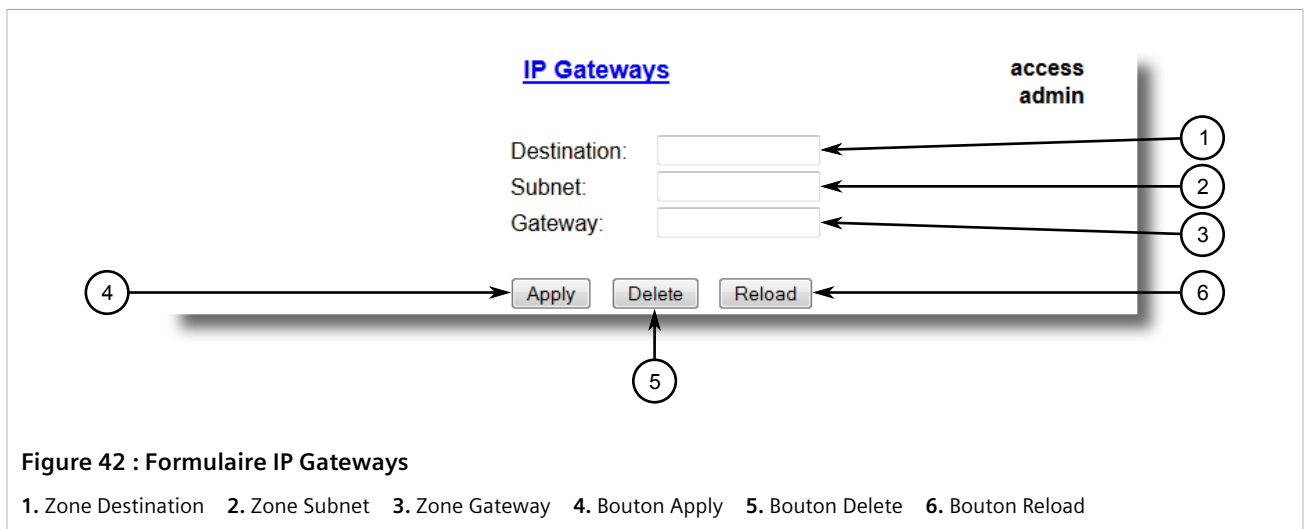 IP Gateways
access
admin
Destination:
1
Subnet:
2
Gateway:
3
4
Apply
Delete
Reload
6
5
Figure 42 : Formulaire IP Gateways
1. Zone Destination 2. Zone Subnet 3. Zone Gateway 4. Bouton Apply 5. Bouton Delete 6. Bouton Reload